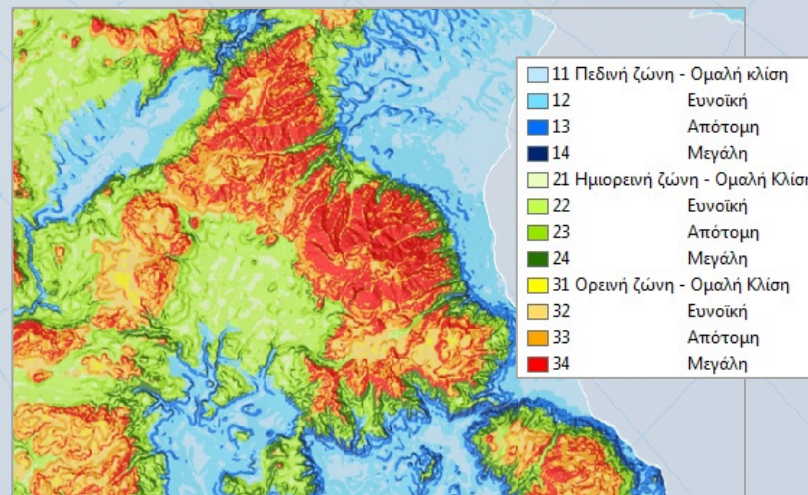 11 Πεδινή ζώνη - Ομαλή κλίση
12 Ευνοϊκή
13 Απότομη
14 Μεγάλη
21 Ημιορεινή ζώνη - Ομαλή Κλίση
22 Ευνοϊκή
23 Απότομη
24 Μεγάλη
31 Ορεινή ζώνη - Ομαλή Κλίση
32 Ευνοϊκή
33 Απότομη
34 Μεγάλη